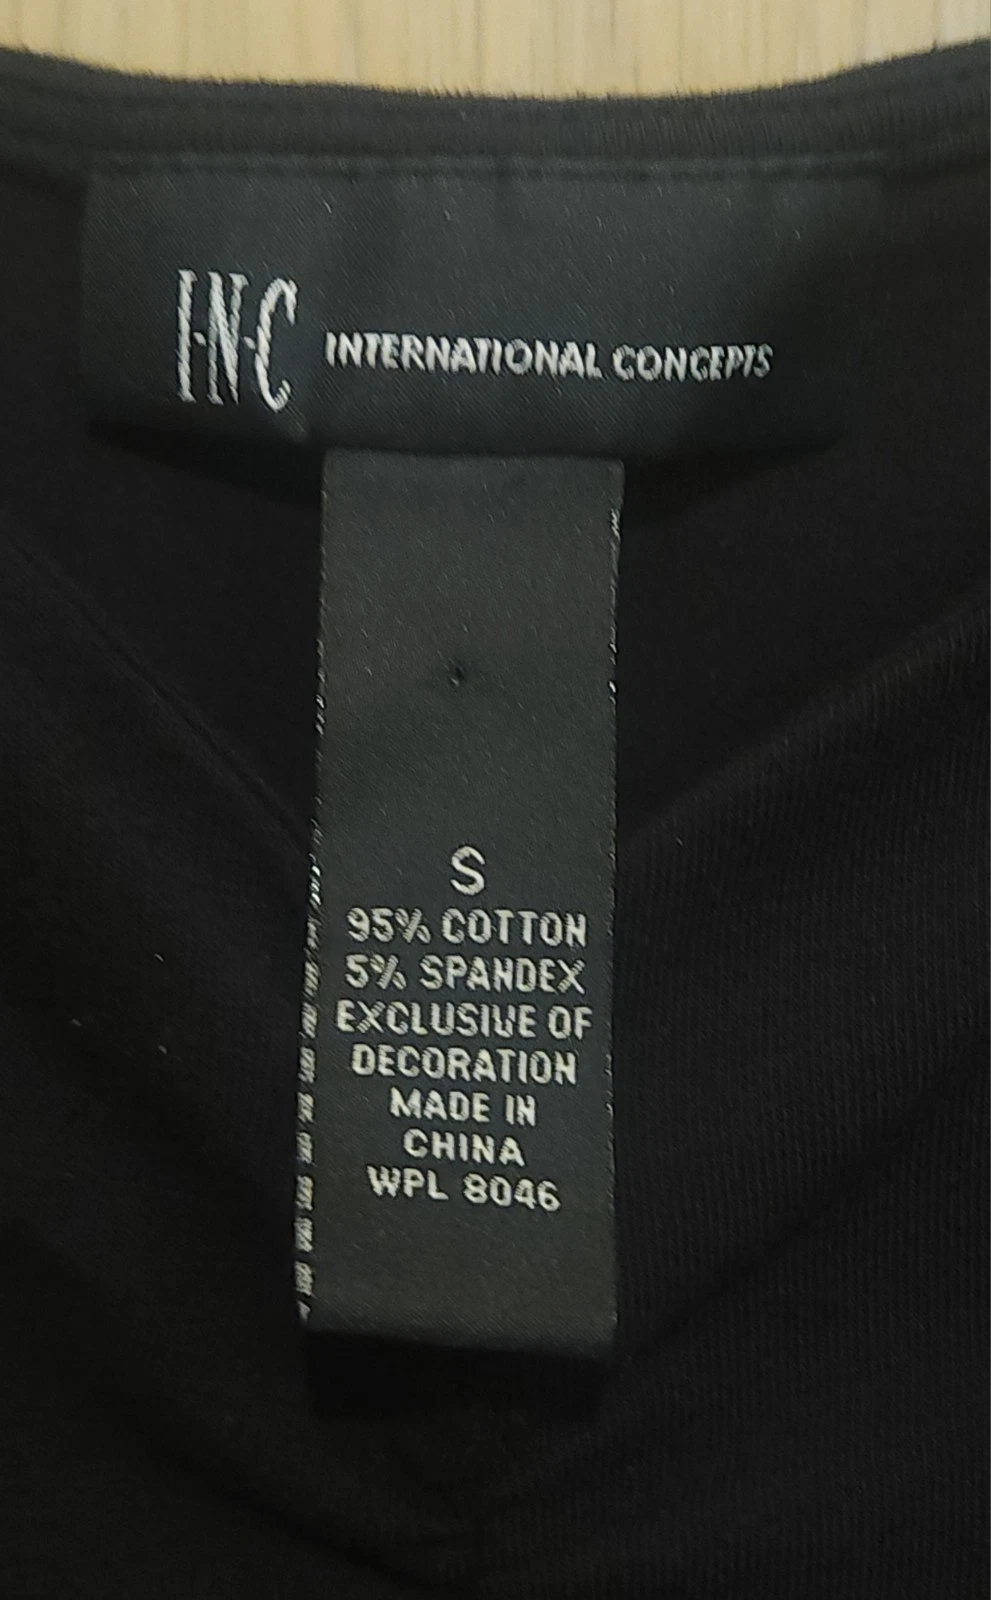 I·N·C INTERNATIONAL CONCEPTS
S
95% COTTON
5% SPANDEX
EXCLUSIVE OF
DECORATION
MADE IN
CHINA
WPL 8046